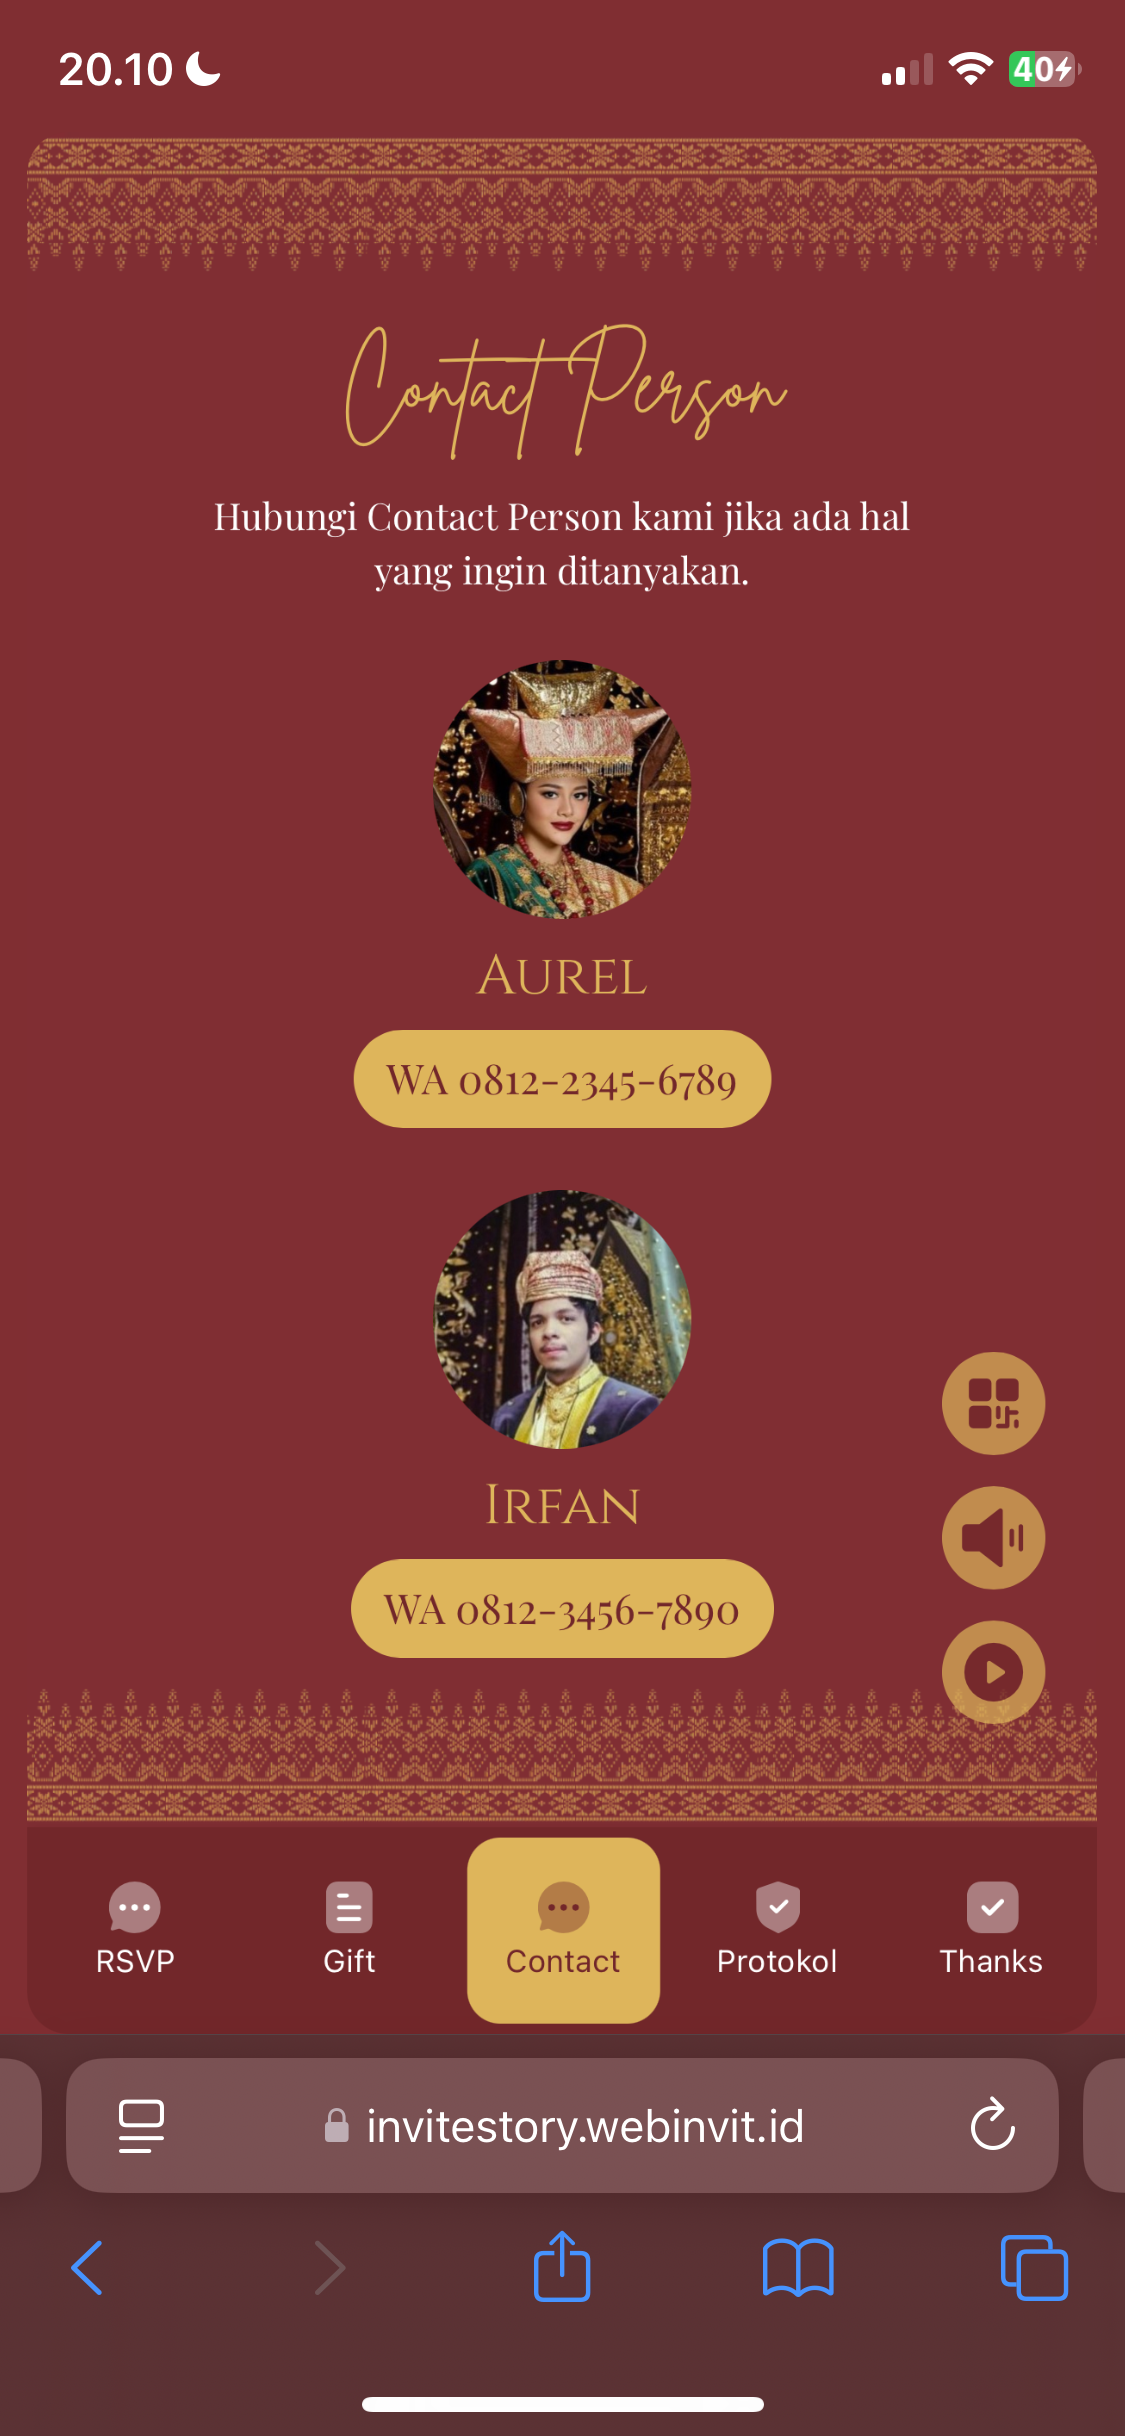 20.10
40
Contact Person
Hubungi Contact Person kami jika ada hal
yang ingin ditanyakan.
Aurel
WA 0812-2345-6789
Irfan
WA 0812-3456-7890
RSVP
Gift
Contact
Protokol
Thanks
invitestory.webinvit.id